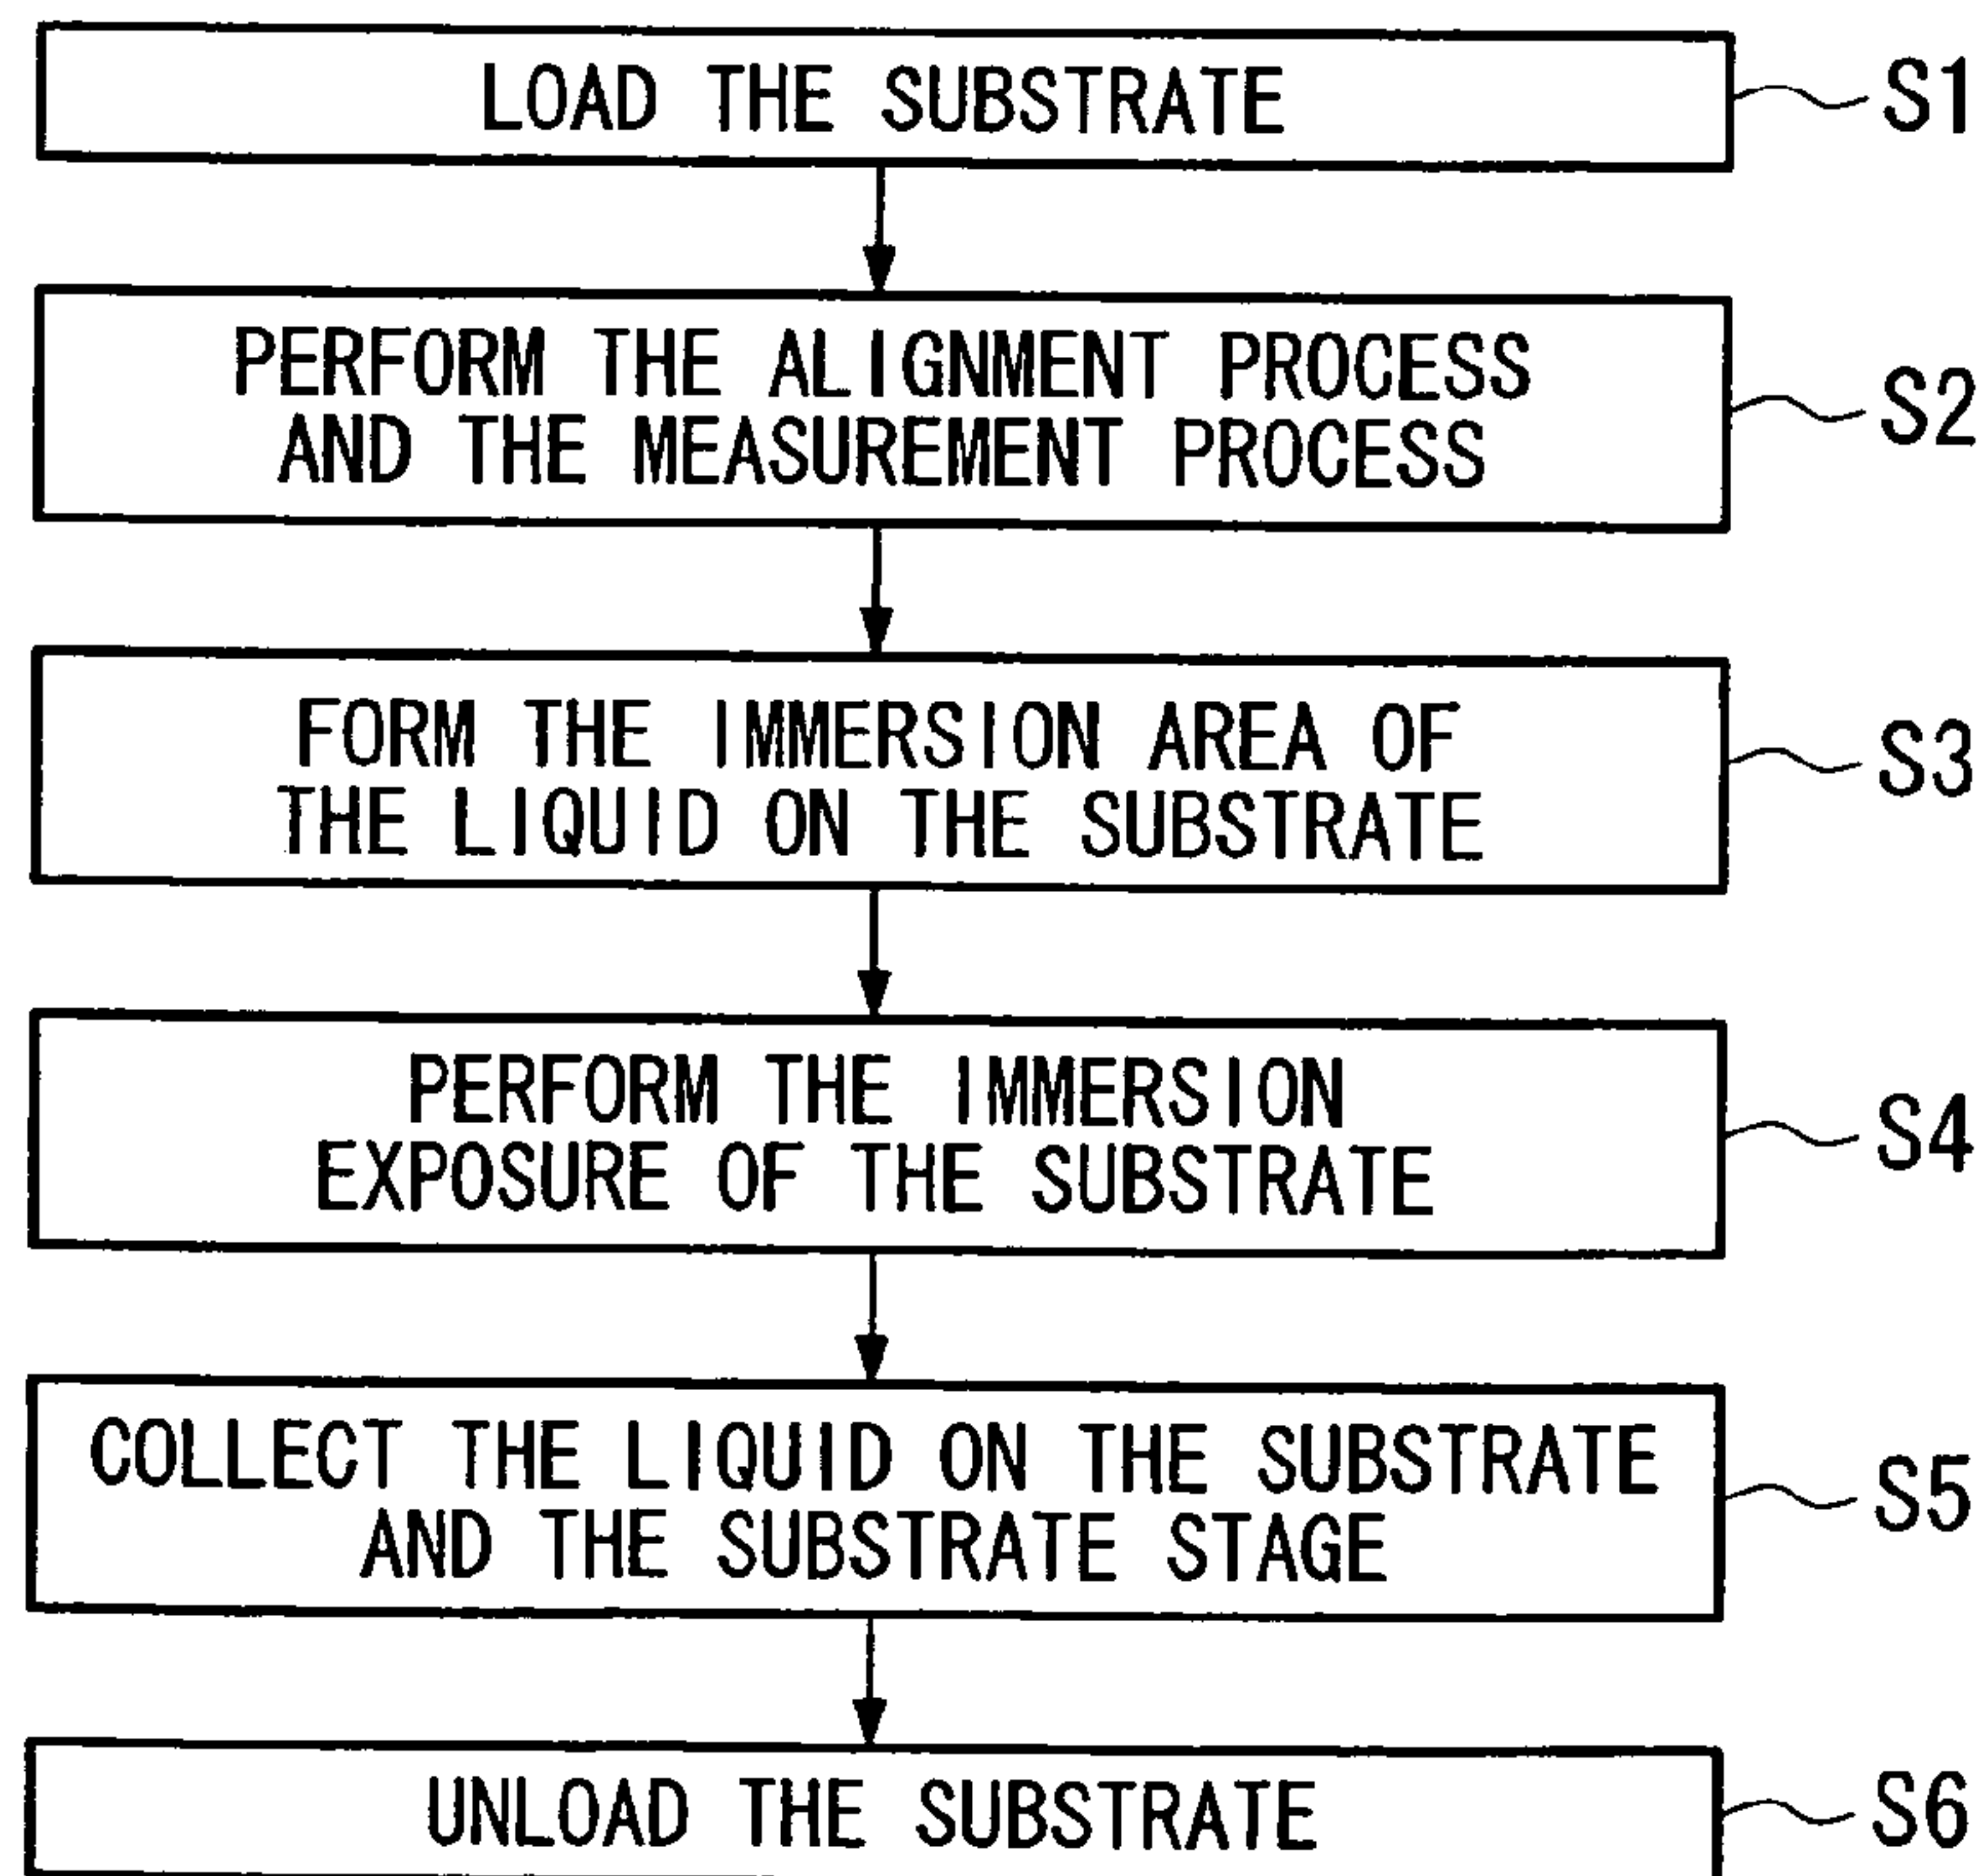 LOAD THE SUBSTRATE
S1
PERFORM THE ALIGNMENT PROCESS
AND THE MEASUREMENT PROCESS
S2
FORM THE IMMERSION AREA OF
THE LIQUID ON THE SUBSTRATE
S3
PERFORM THE IMMERSION
EXPOSURE OF THE SUBSTRATE
S4
COLLECT THE LIQUID ON THE SUBSTRATE
AND THE SUBSTRATE STAGE
S5
UNLOAD THE SUBSTRATE
S6